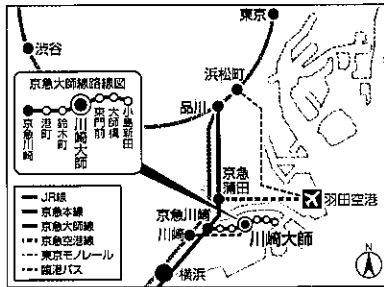 東京
渋谷
浜松町
京急大師線路線図
京急川崎
港町
鈴木町
川崎大師
東門前
大師橋
小島新田
品川
京急
蒲田
羽田空港
京急川崎
川崎
川崎大師
横浜
JR線
京急本線
京急大師線
京急空港線
東京モノレール
臨港バス
N